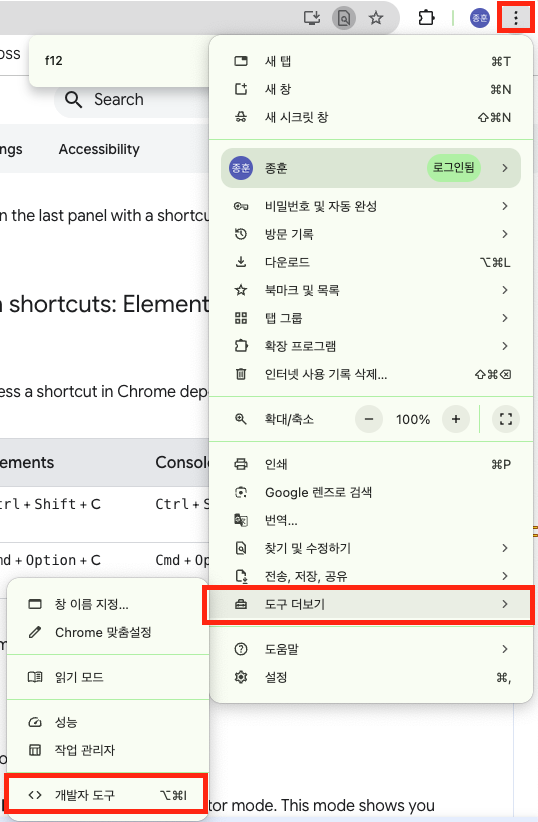 종훈
oss
f12
Search
ngs
Accessibility
n the last panel with a shortcu
n shortcuts: Element
ess a shortcut in Chrome dep
ements
Console
trl + Shift + C
Ctrl + S
md + Option + C
Cmd + Op
새 탭
⌘T
새 창
⌘N
새 시크릿 창
⇧⌘N
종훈
종훈
로그인됨
비밀번호 및 자동 완성
방문 기록
다운로드
⌥⌘L
북마크 및 목록
탭 그룹
확장 프로그램
인터넷 사용 기록 삭제...
⇧⌘⌫
확대/축소
− 100% +
인쇄
⌘P
Google 렌즈로 검색
번역...
찾기 및 수정하기
전송, 저장, 공유
도구 더보기
도움말
설정
⌘,
창 이름 지정...
Chrome 맞춤설정
읽기 모드
성능
작업 관리자
개발자 도구
⌥⌘I
tor mode. This mode shows you